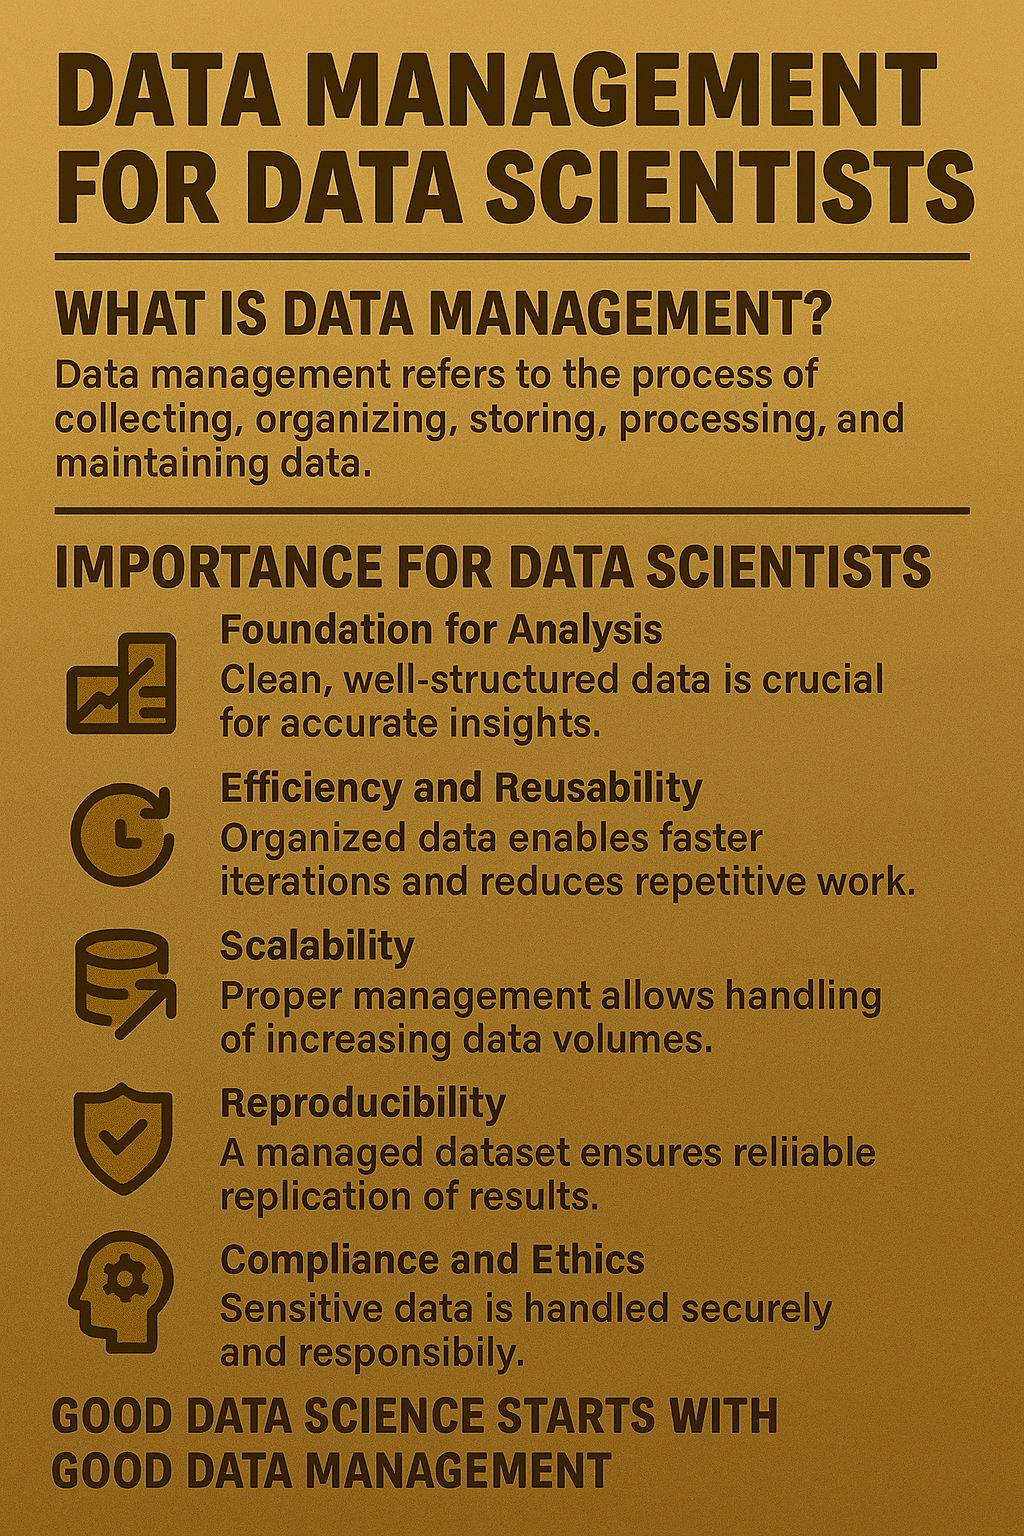 DATA MANAGEMENT
FOR DATA SCIENTISTS
WHAT IS DATA MANAGEMENT?
Data management refers to the process of
collecting, organizing, storing, processing, and
maintaining data.
IMPORTANCE FOR DATA SCIENTISTS
Foundation for Analysis
Clean, well-structured data is crucial
for accurate insights.
Efficiency and Reusability
Organized data enables faster
iterations and reduces repetitive work.
Scalability
Proper management allows handling
of increasing data volumes.
Reproducibility
A managed dataset ensures reliiable
replication of results.
Compliance and Ethics
Sensitive data is handled securely
and responsibily.
GOOD DATA SCIENCE STARTS WITH
GOOD DATA MANAGEMENT